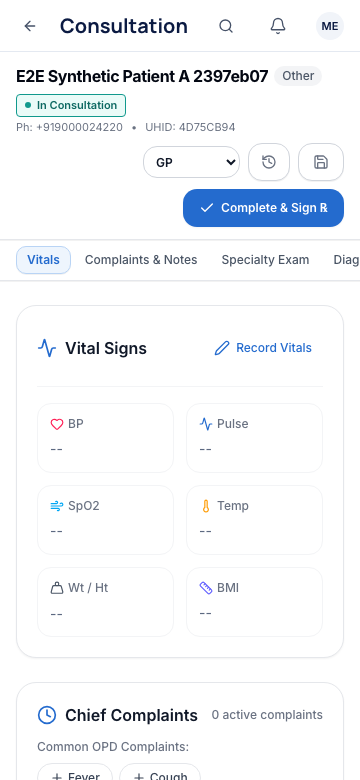 Consultation
ME
E2E Synthetic Patient A 2397eb07 Other
In Consultation
Ph: +919000024220 • UHID: 4D75CB94
GP
Complete & Sign ℞
Vitals Complaints & Notes Specialty Exam Diag
Vital Signs Record Vitals
BP Pulse
-- --
SpO2 Temp
-- --
Wt / Ht BMI
-- --
Chief Complaints 0 active complaints
Common OPD Complaints:
+ Fever + Cough